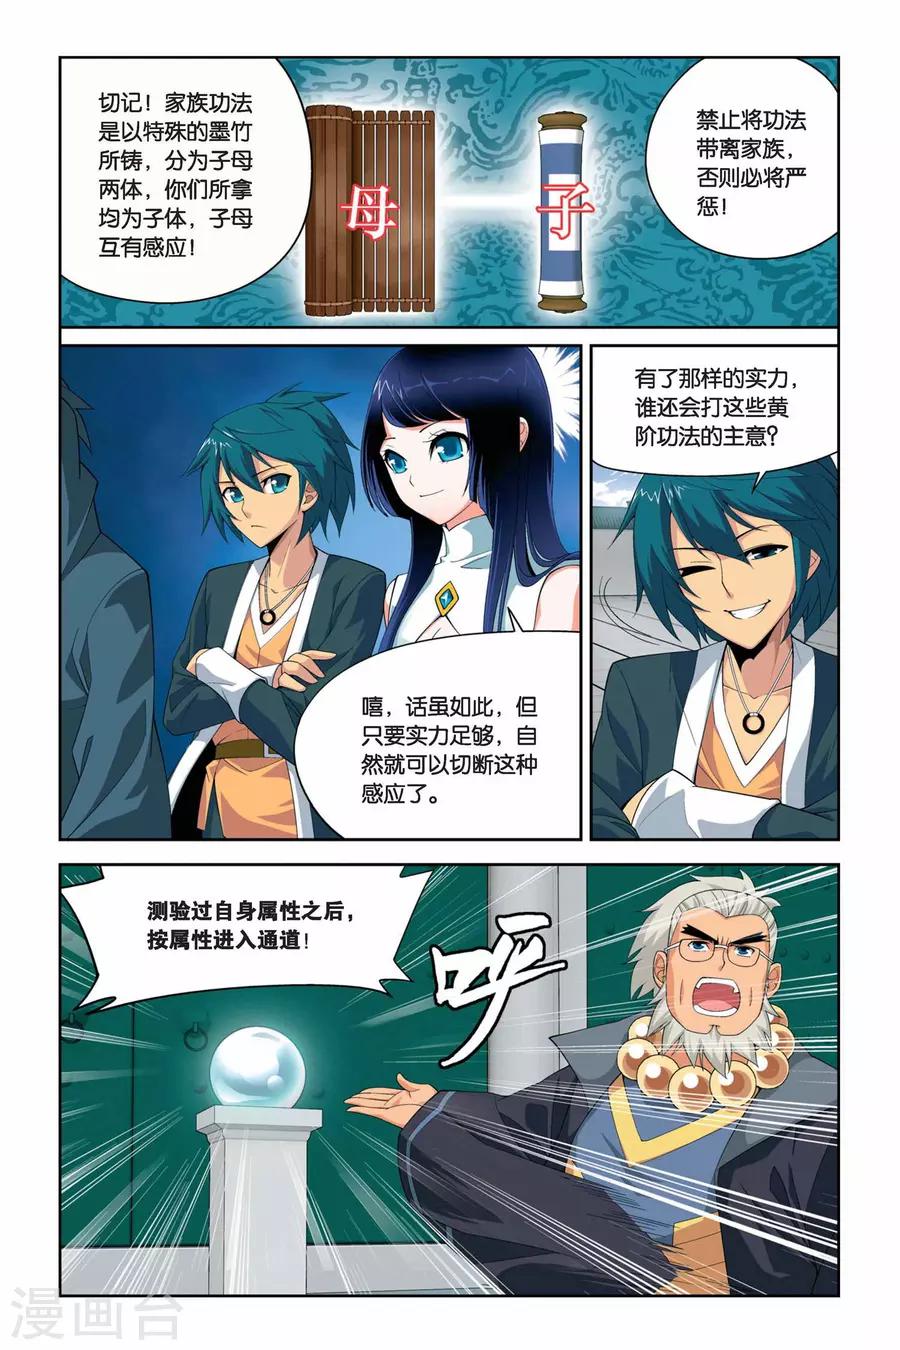 切记！家族功法
是以特殊的墨竹
所铸，分为子母
两体，你们所拿
均为子体，子母
互有感应！
母
子
禁止将功法
带离家族，
否则必将严
惩！
嘻，话虽如此，但
只要实力足够，自
然就可以切断这种
感应了。
有了那样的实力，
谁还会打这些黄
阶功法的主意？
测验过自身属性之后，
按属性进入通道！
呼
漫画台